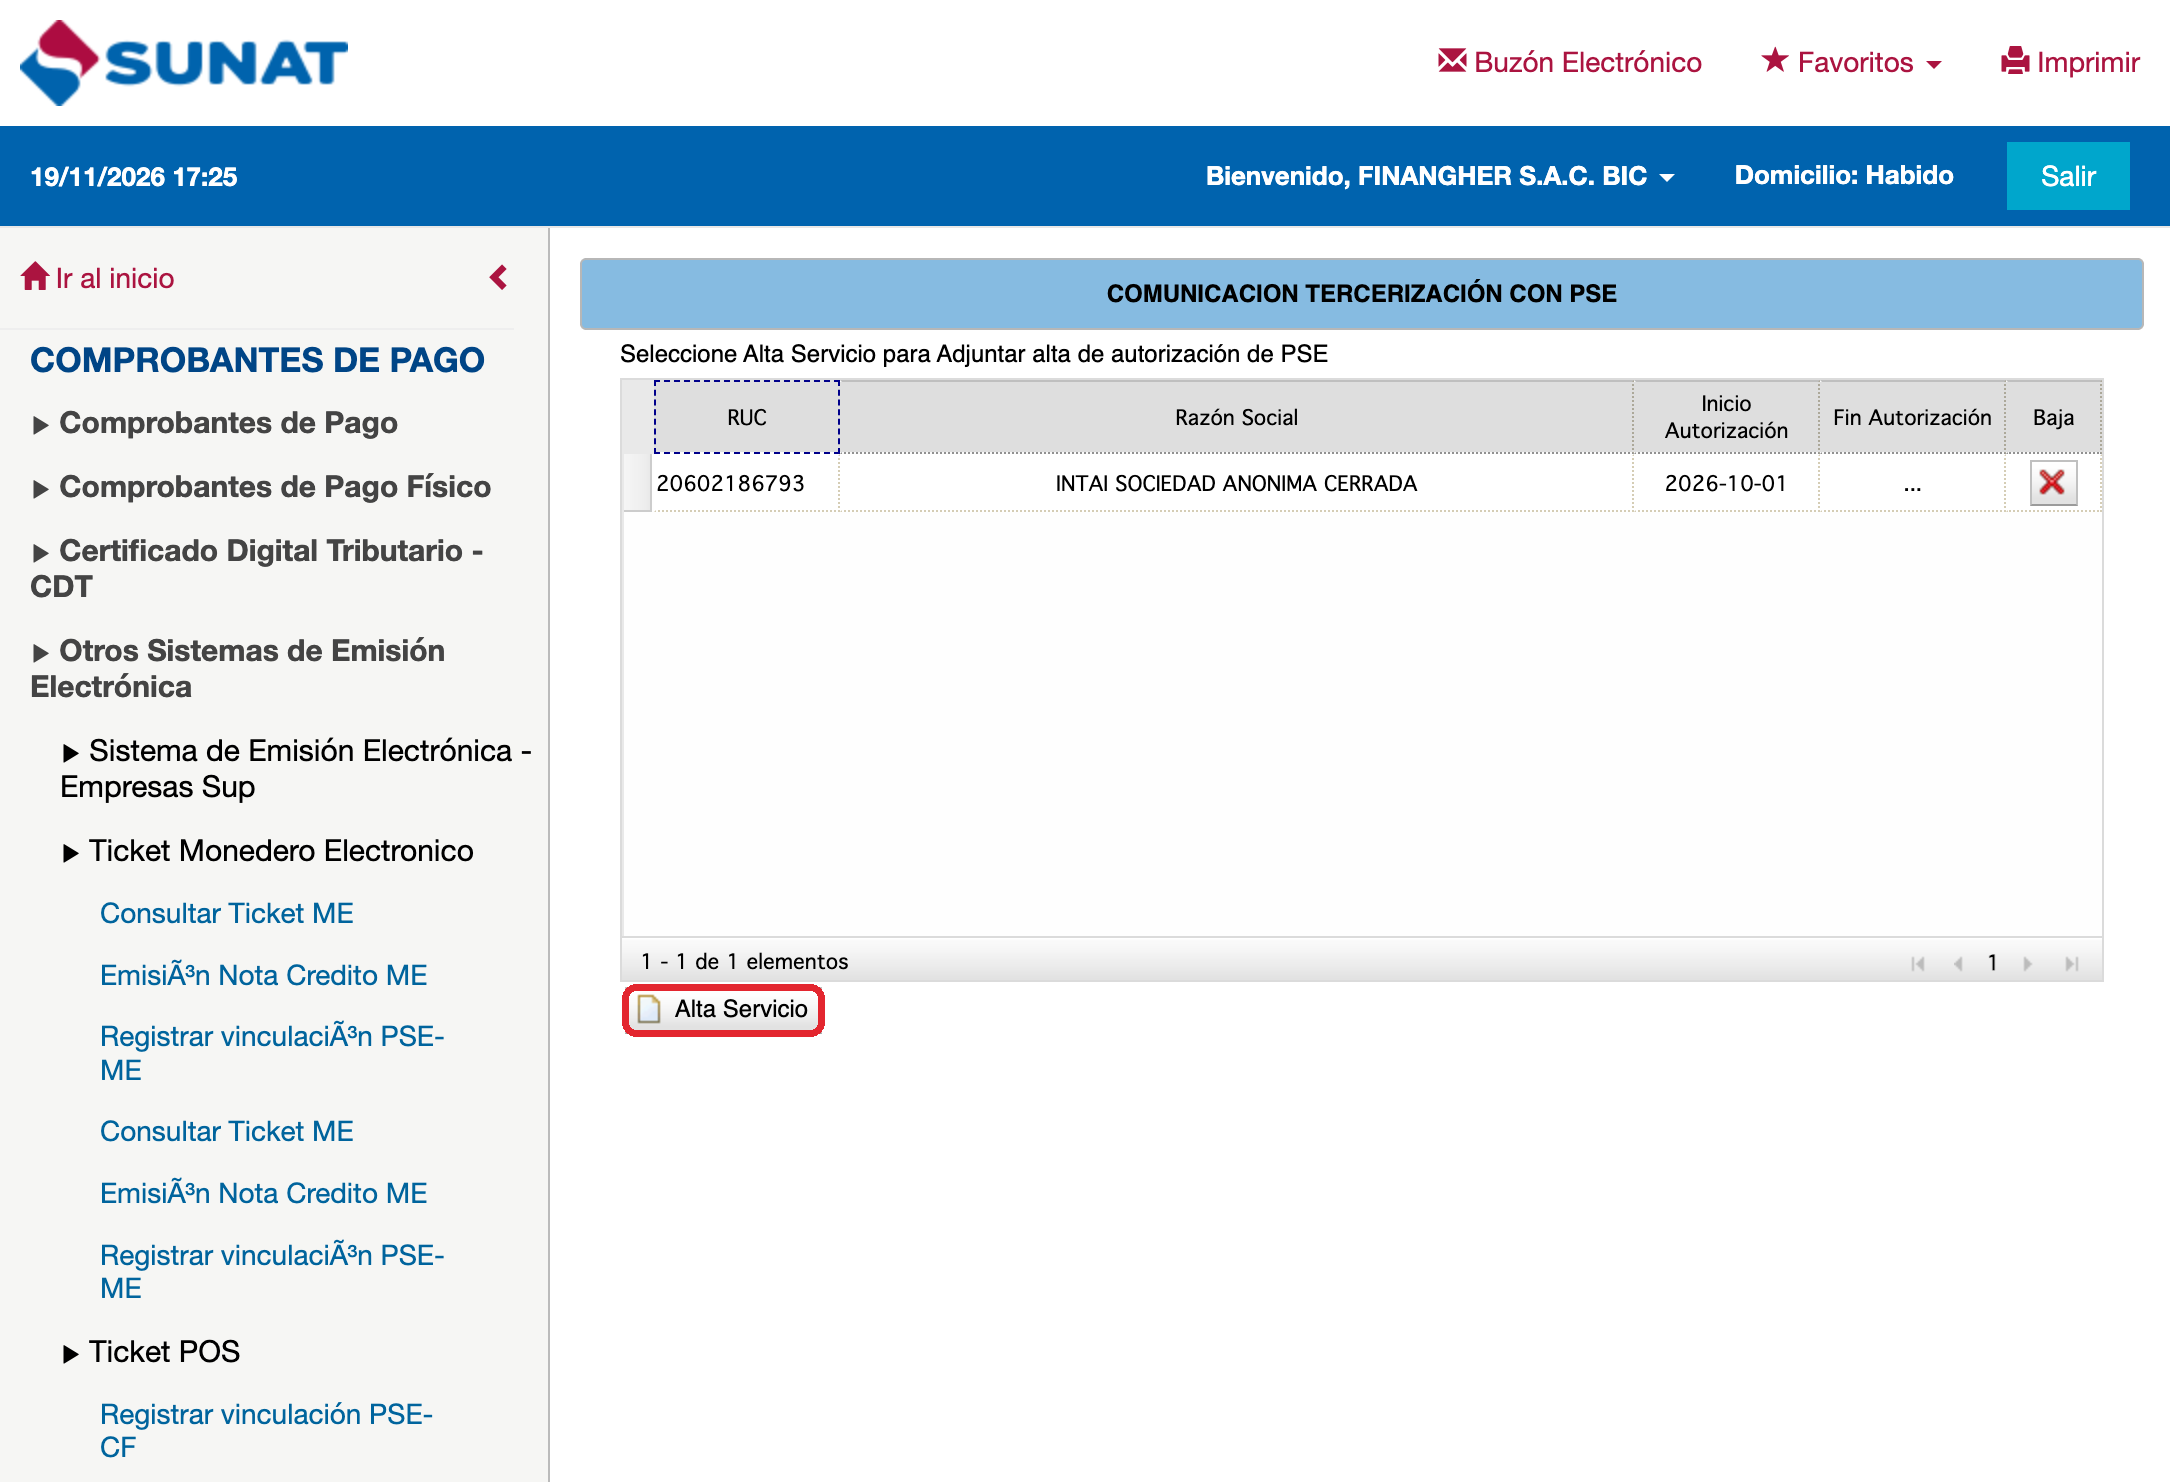 SUNAT
Buzón Electrónico
Favoritos
Imprimir
19/11/2026 17:25
Bienvenido, FINANGHER S.A.C. BIC
Domicilio: Habido
Salir
Ir al inicio
COMPROBANTES DE PAGO
Comprobantes de Pago
Comprobantes de Pago Físico
Certificado Digital Tributario -
CDT
Otros Sistemas de Emisión
Electrónica
Sistema de Emisión Electrónica -
Empresas Sup
Ticket Monedero Electronico
Consultar Ticket ME
EmisiÃ³n Nota Credito ME
Registrar vinculaciÃ³n PSE-
ME
Consultar Ticket ME
EmisiÃ³n Nota Credito ME
Registrar vinculaciÃ³n PSE-
ME
Ticket POS
Registrar vinculación PSE-
CF
COMUNICACION TERCERIZACIÓN CON PSE
Seleccione Alta Servicio para Adjuntar alta de autorización de PSE
RUC
Razón Social
Inicio
Autorización
Fin Autorización
Baja
20602186793
INTAI SOCIEDAD ANONIMA CERRADA
2026-10-01
...
1 - 1 de 1 elementos
1
Alta Servicio